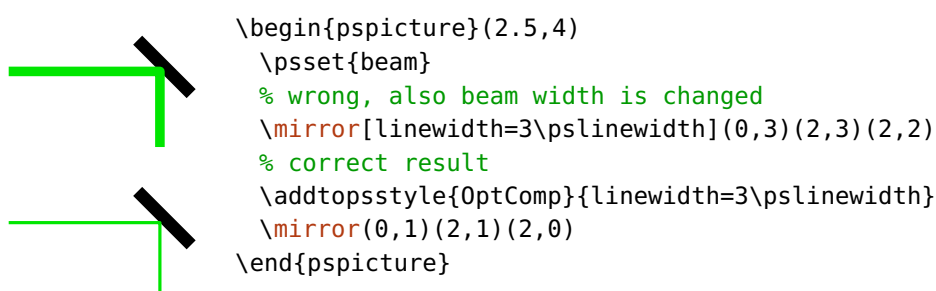 \begin{pspicture}(2.5,4)
  \psset{beam}
  % wrong, also beam width is changed
  \mirror[linewidth=3\pslinewidth](0,3)(2,3)(2,2)
  % correct result
  \addtopsstyle{OptComp}{linewidth=3\pslinewidth}
  \mirror(0,1)(2,1)(2,0)
\end{pspicture}